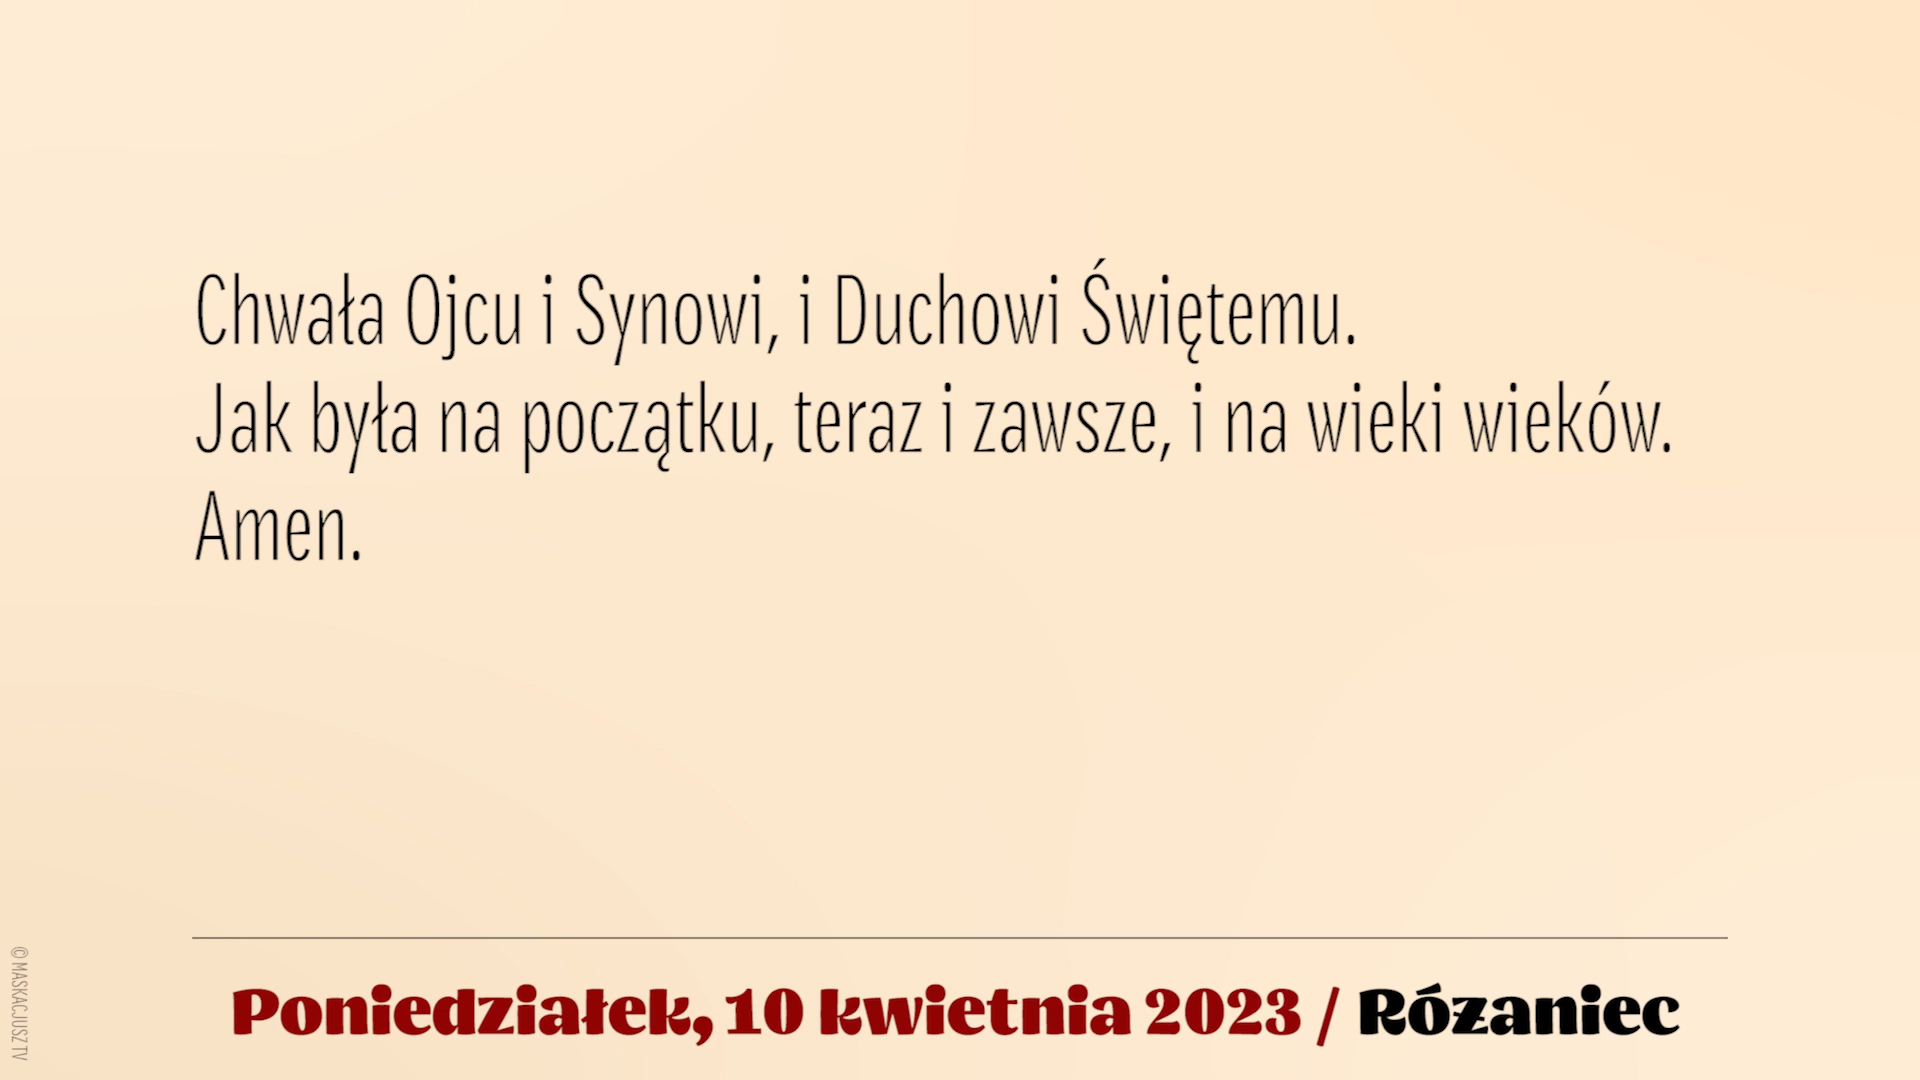 Chwała Ojcu i Synowi, i Duchowi Świętemu.
Jak była na początku, teraz i zawsze, i na wieki wieków.
Amen.
Poniedziałek, 10 kwietnia 2023 / Rózaniec
© MASKACJUSZ TV